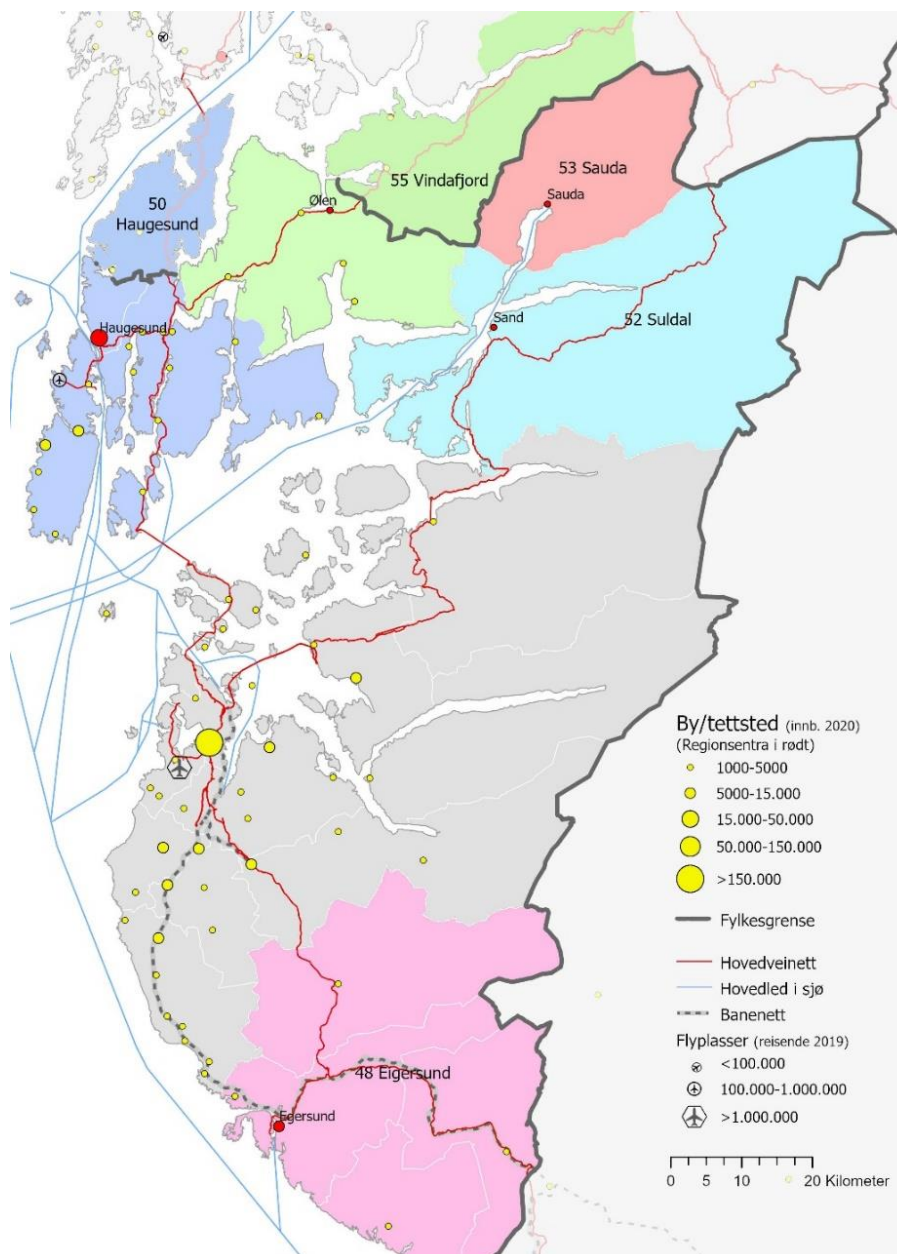 53 Sauda
Sauda
55 Vindafjord
Ølen
50
Haugesund
Haugesund
Sand
52 Suldal
48 Eigersund
Egersund
By/tettsted (innb. 2020)
(Regionsentra i rødt)
1000-5000
5000-15.000
15.000-50.000
50.000-150.000
>150.000
Fylkesgrense
Hovedveinett
Hovedled i sjø
Banenett
Flyplasser (reisende 2019)
<100.000
100.000-1.000.000
>1.000.000
0 5 10 20 Kilometer